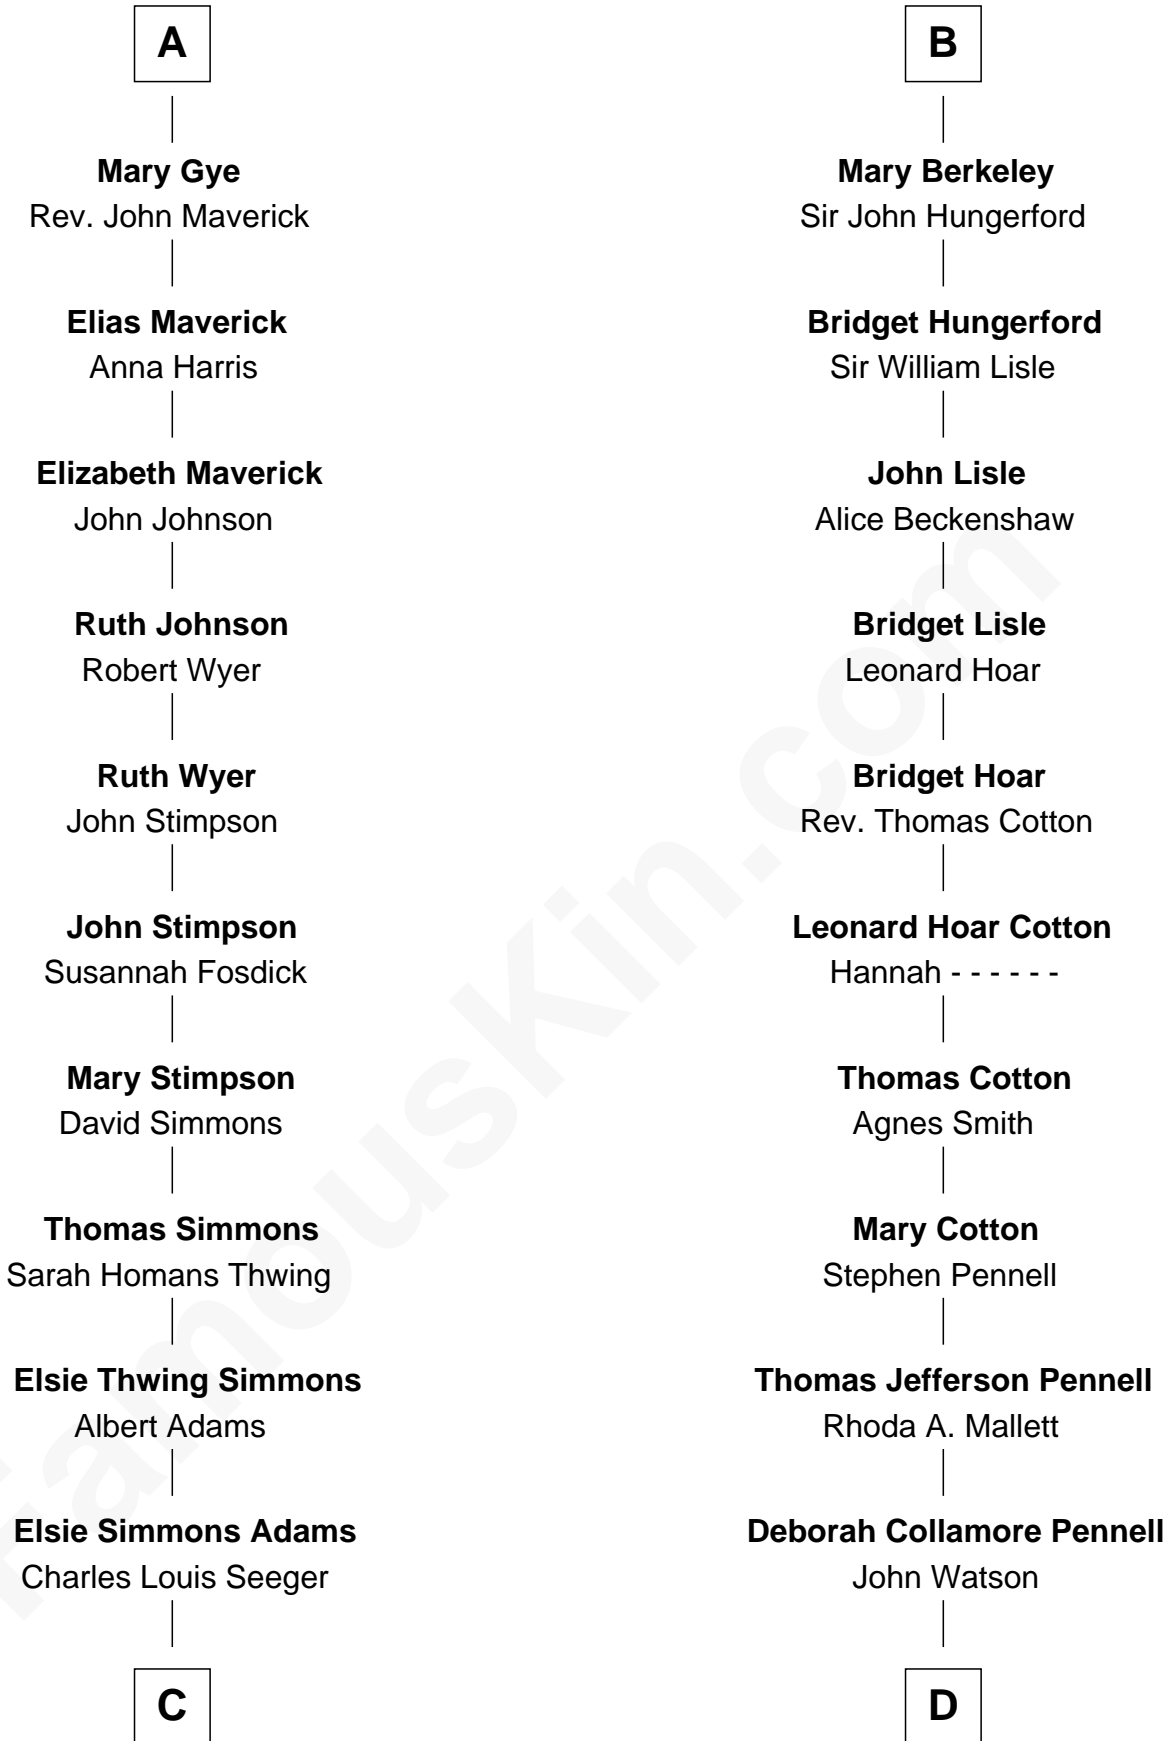 A
Mary Gye
Rev. John Maverick
Elias Maverick
Anna Harris
Elizabeth Maverick
John Johnson
Ruth Johnson
Robert Wyer
Ruth Wyer
John Stimpson
John Stimpson
Susannah Fosdick
Mary Stimpson
David Simmons
Thomas Simmons
Sarah Homans Thwing
Elsie Thwing Simmons
Albert Adams
Elsie Simmons Adams
Charles Louis Seeger
C
B
Mary Berkeley
Sir John Hungerford
Bridget Hungerford
Sir William Lisle
John Lisle
Alice Beckenshaw
Bridget Lisle
Leonard Hoar
Bridget Hoar
Rev. Thomas Cotton
Leonard Hoar Cotton
Hannah - - - - - -
Thomas Cotton
Agnes Smith
Mary Cotton
Stephen Pennell
Thomas Jefferson Pennell
Rhoda A. Mallett
Deborah Collamore Pennell
John Watson
D
FamousKin.com